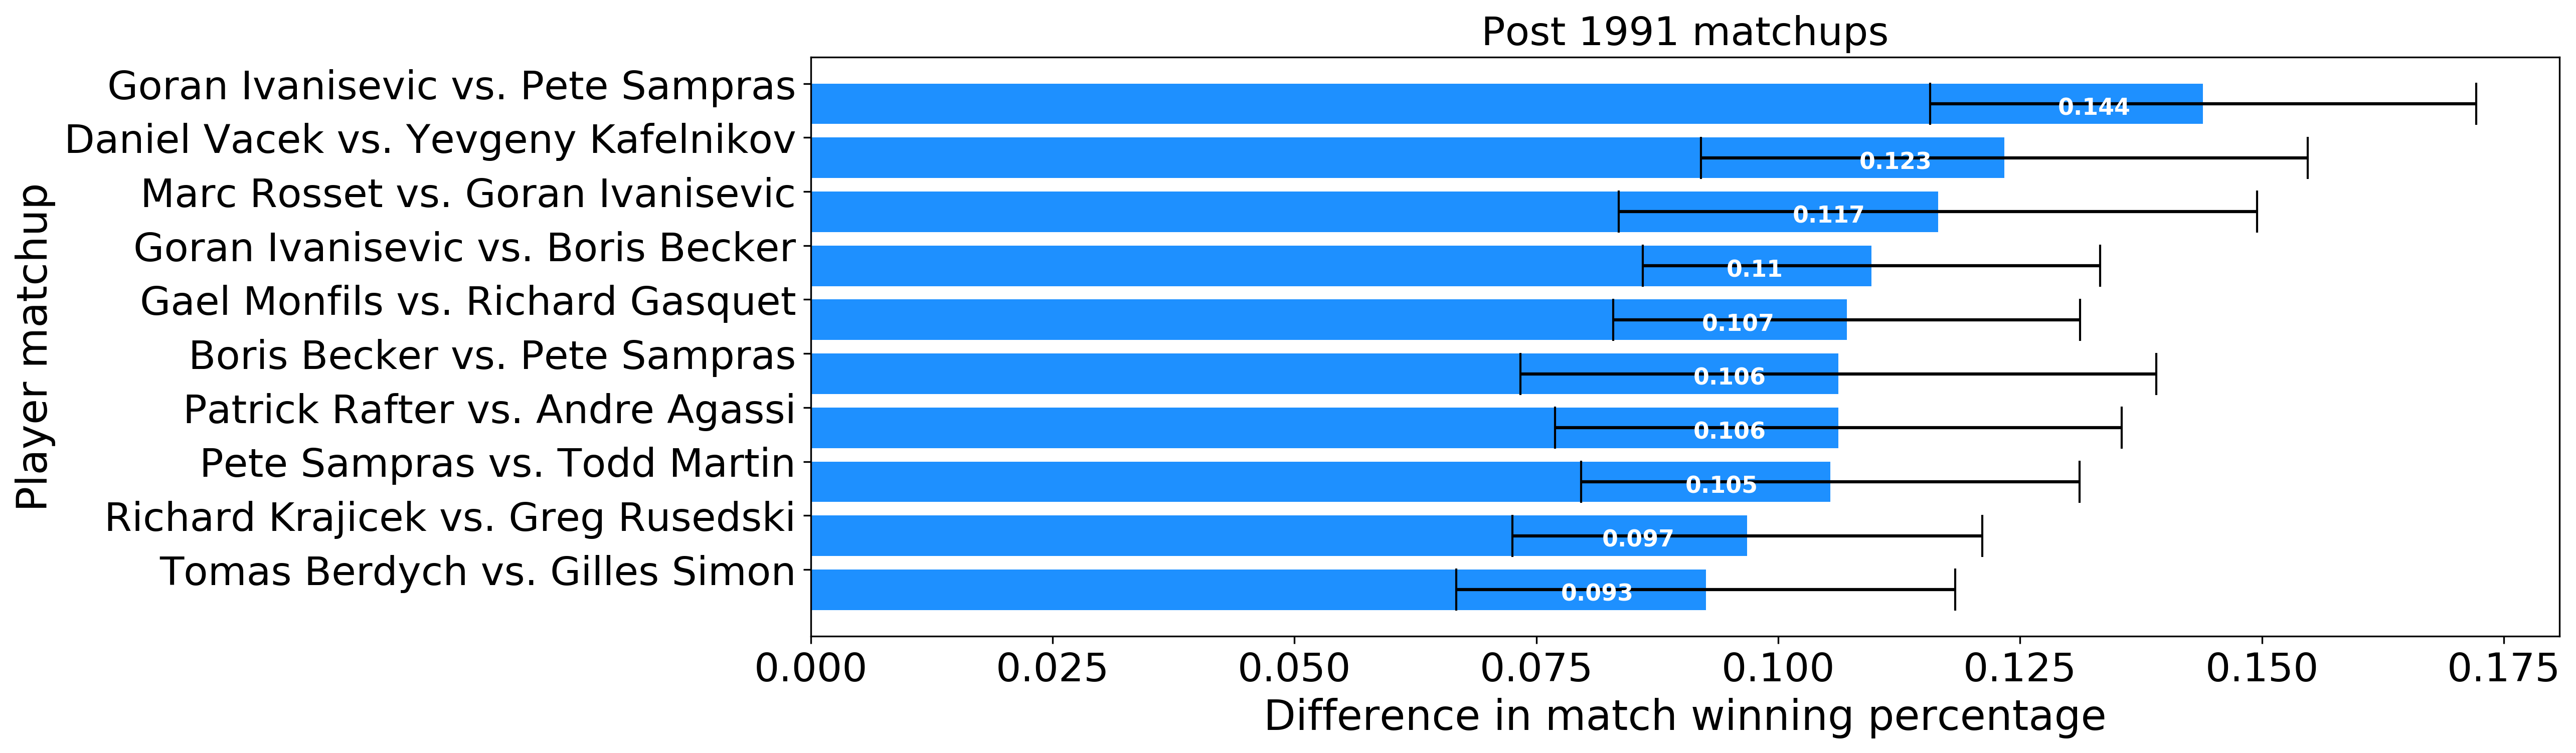 Post 1991 matchups
Player matchup
Goran Ivanisevic vs. Pete Sampras
0.144
Daniel Vacek vs. Yevgeny Kafelnikov
0.123
Marc Rosset vs. Goran Ivanisevic
0.117
Goran Ivanisevic vs. Boris Becker
0.11
Gael Monfils vs. Richard Gasquet
0.107
Boris Becker vs. Pete Sampras
0.106
Patrick Rafter vs. Andre Agassi
0.106
Pete Sampras vs. Todd Martin
0.105
Richard Krajicek vs. Greg Rusedski
0.097
Tomas Berdych vs. Gilles Simon
0.093
0.000 0.025 0.050 0.075 0.100 0.125 0.150 0.175
Difference in match winning percentage